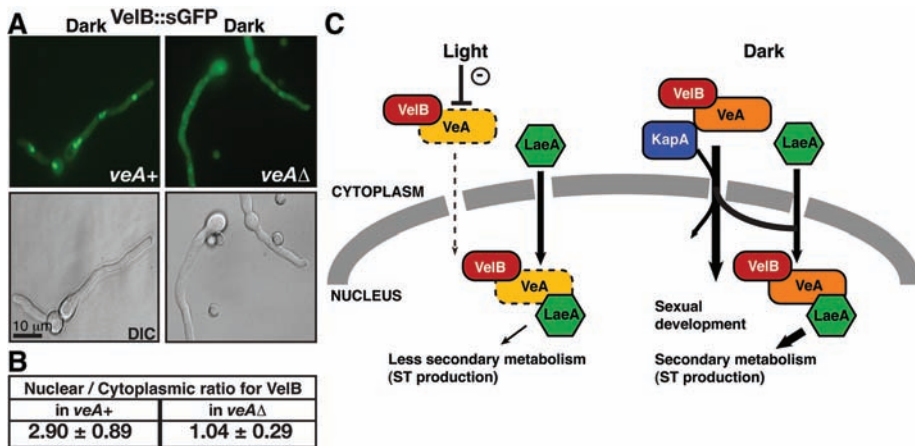 A
VelB::sGFP
Dark
Dark
veA+
veAΔ
10 μm
DIC
B
Nuclear / Cytoplasmic ratio for VelB
in veA+
in veAΔ
2.90 ± 0.89
1.04 ± 0.29
C
Light
−
VelB
VeA
LaeA
CYTOPLASM
NUCLEUS
VelB
VeA
LaeA
Less secondary metabolism
(ST production)
Dark
VelB
VeA
KapA
LaeA
VelB
VeA
LaeA
Sexual
development
Secondary metabolism
(ST production)